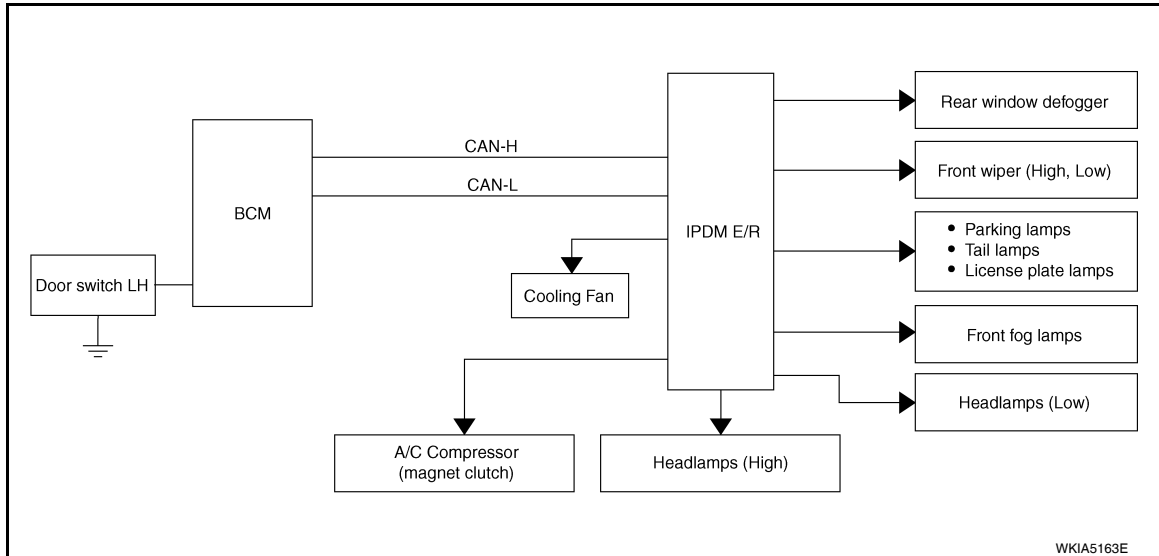 CAN-H
CAN-L
BCM
IPDM E/R
Door switch LH
Cooling Fan
A/C Compressor
(magnet clutch)
Headlamps (High)
Rear window defogger
Front wiper (High, Low)
• Parking lamps
• Tail lamps
• License plate lamps
Front fog lamps
Headlamps (Low)
WKIA5163E